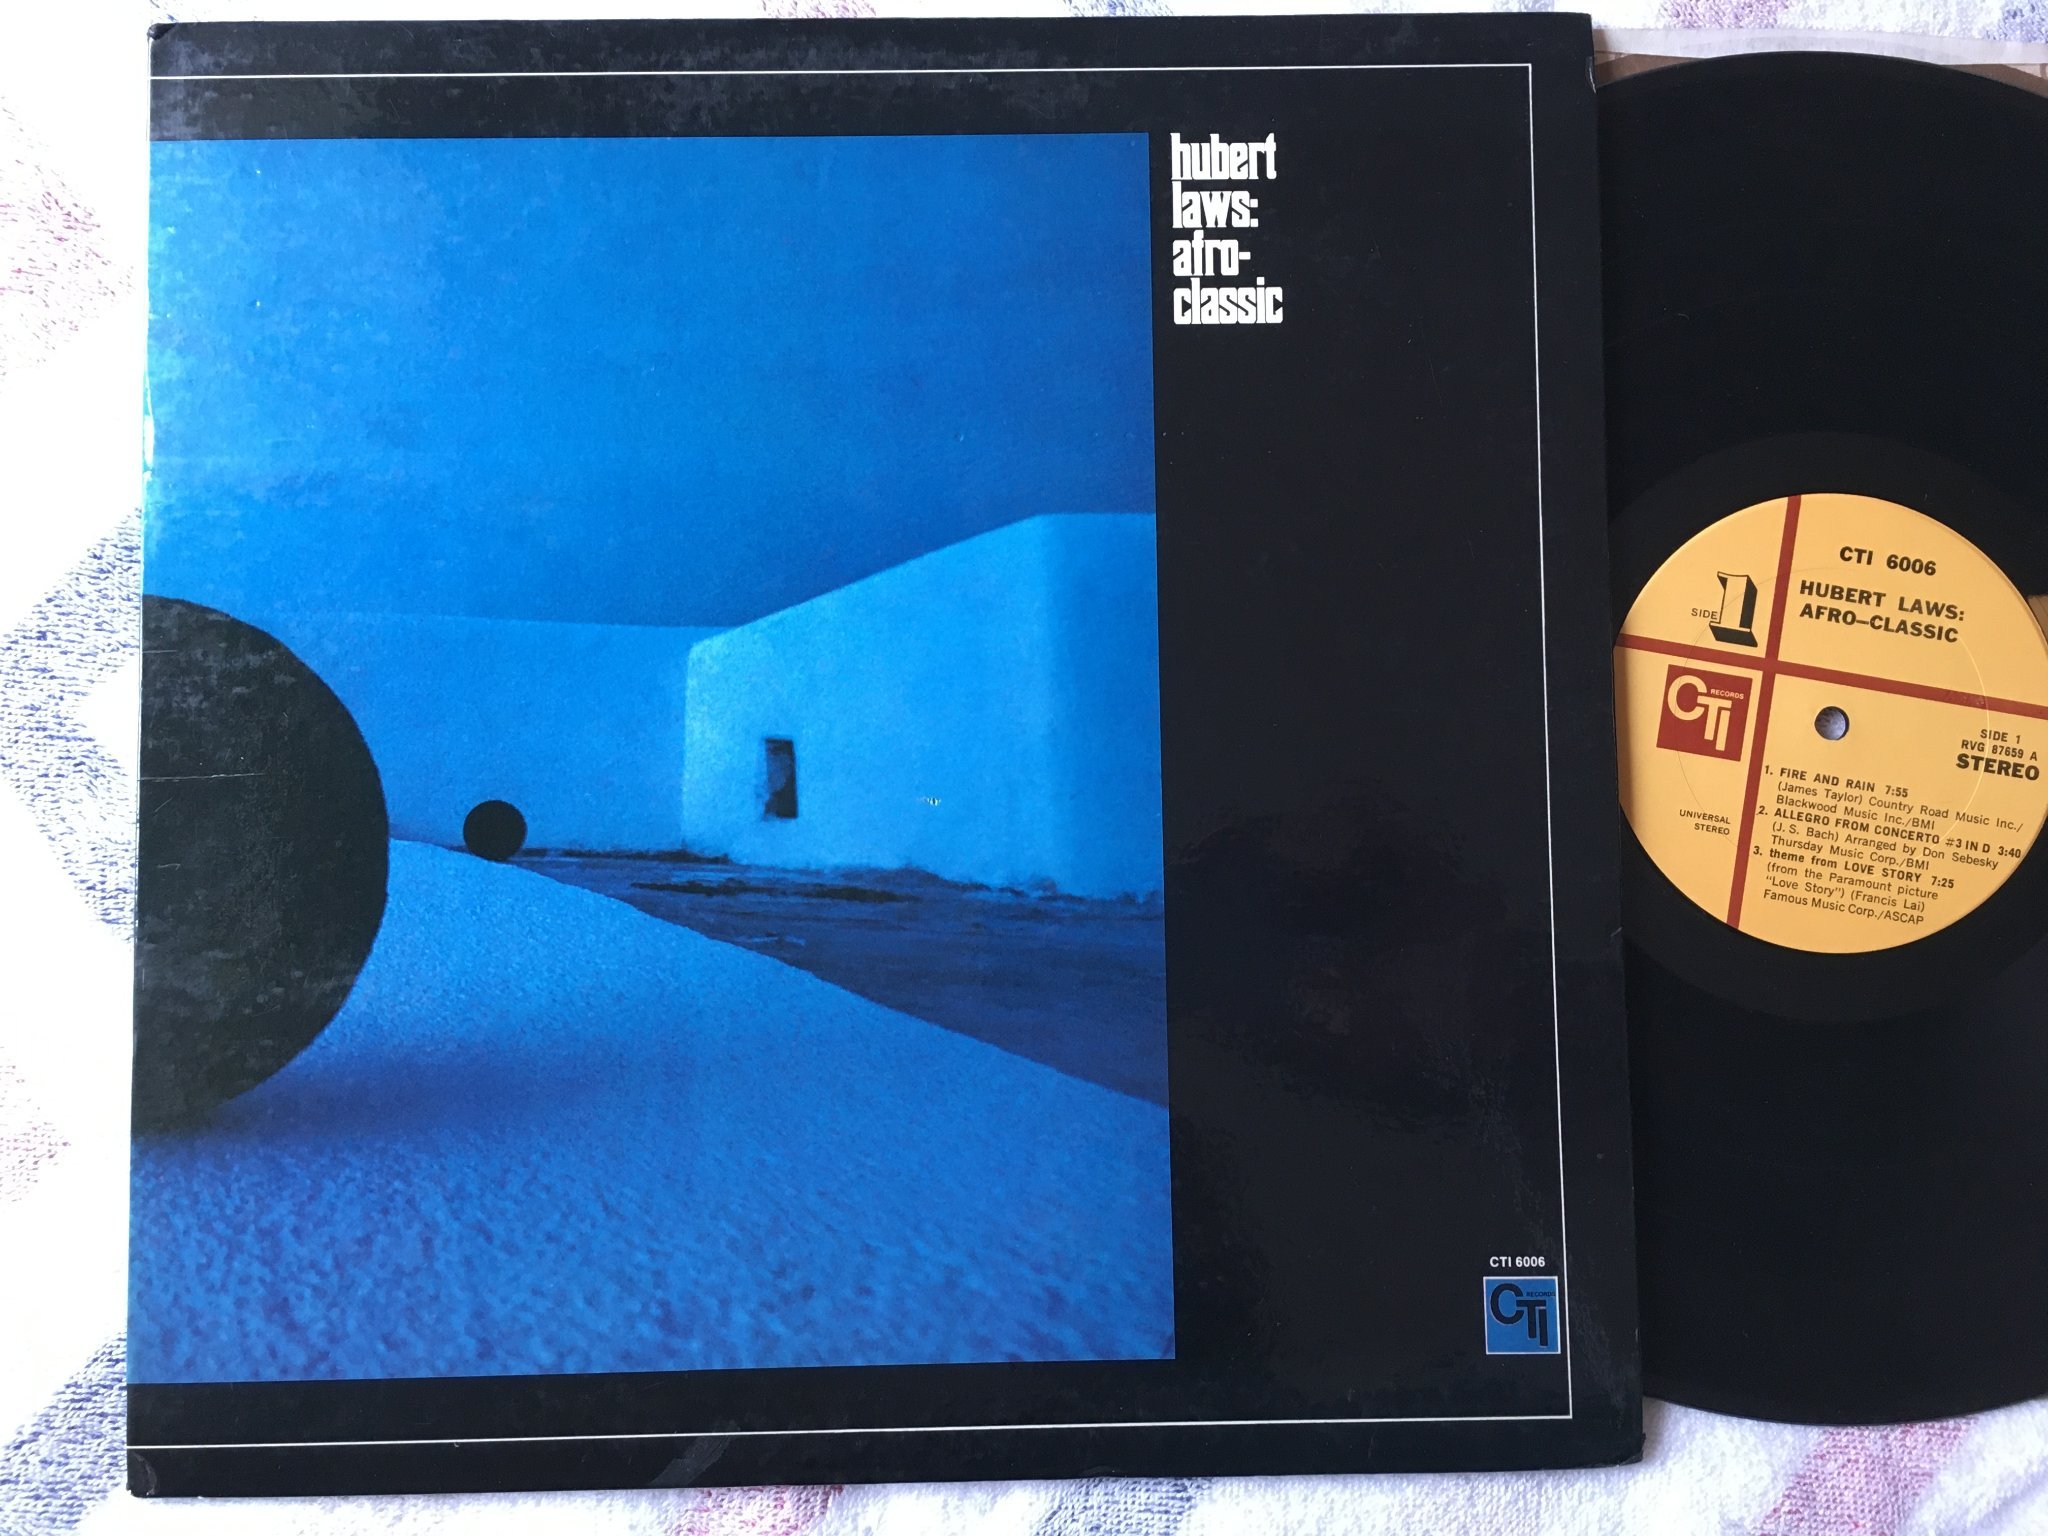 hubert
laws:
afro-
classic
CTI 6006
CTI RECORDS
CTI 6006
HUBERT LAWS:
AFRO—CLASSIC
SIDE 1
CTI RECORDS
SIDE 1
RVG 87659 A
STEREO
UNIVERSAL
STEREO
1. FIRE AND RAIN 7:55
(James Taylor) Country Road Music Inc./
Blackwood Music Inc./BMI
2. ALLEGRO FROM CONCERTO #3 IN D 3:40
(J. S. Bach) Arranged by Don Sebesky
Thursday Music Corp./BMI
3. theme from LOVE STORY 7:25
(from the Paramount picture
"Love Story") (Francis Lai)
Famous Music Corp./ASCAP